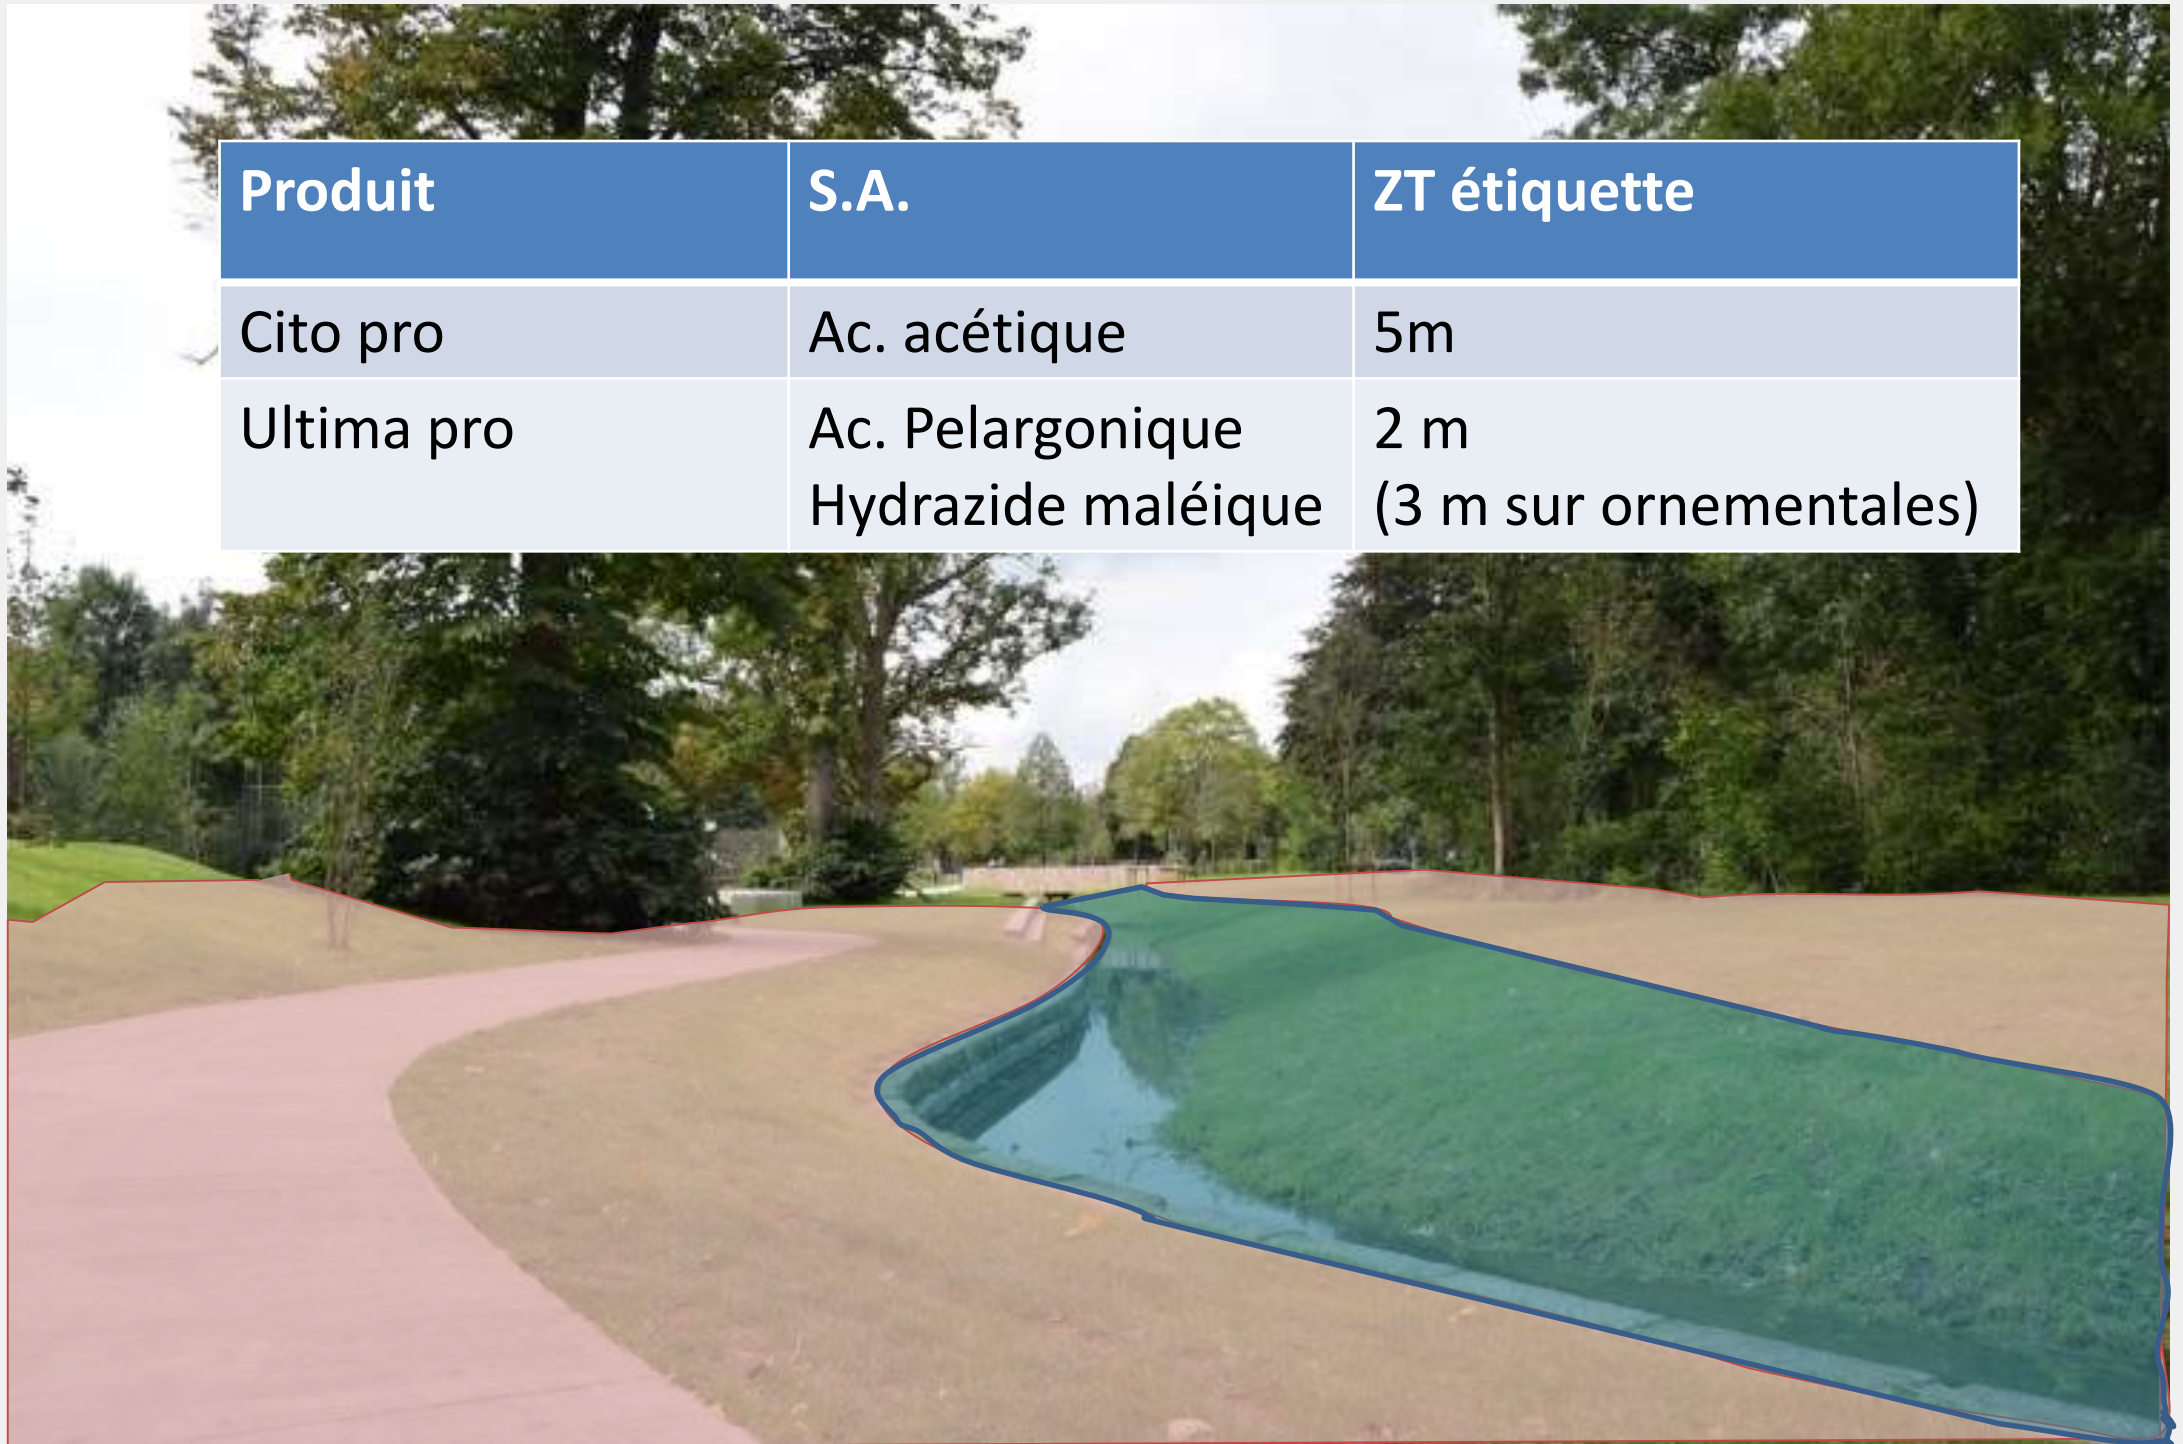 Produit S.A. ZT étiquette
Cito pro Ac. acétique 5m
Ultima pro Ac. Pelargonique 2 m
Hydrazide maléique (3 m sur ornementales)